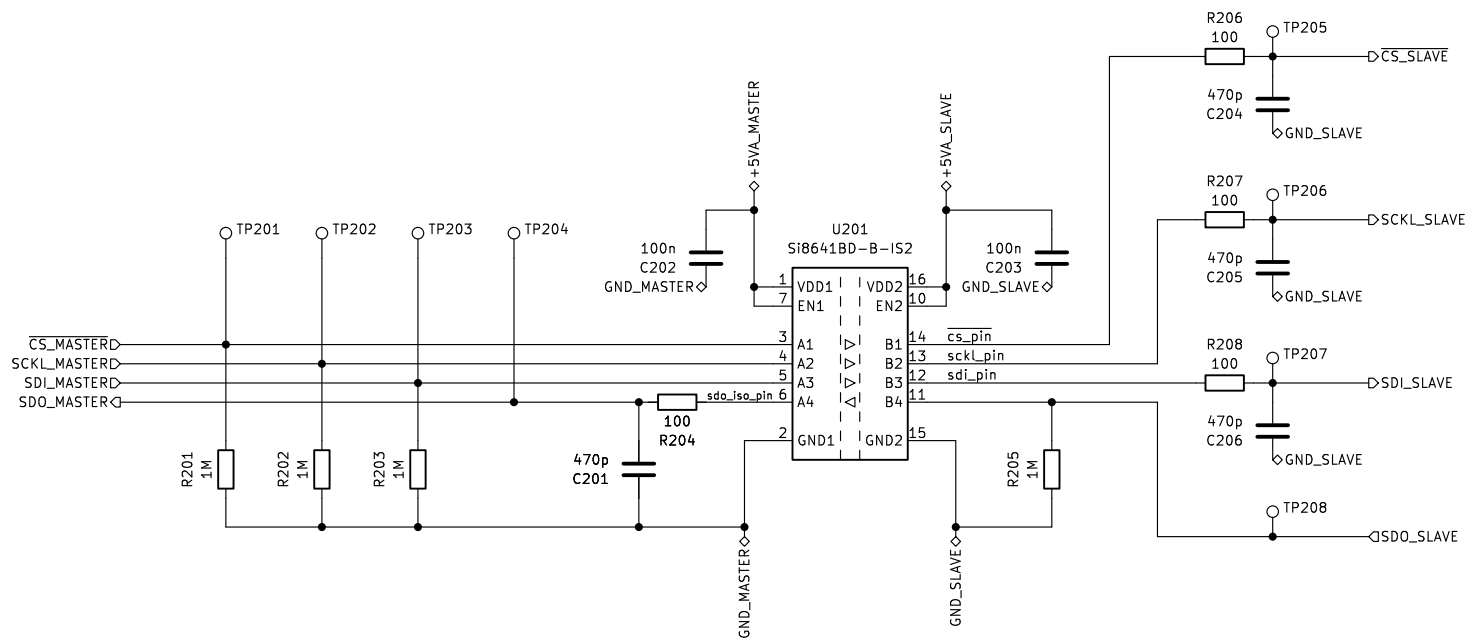 R206
100
TP205
CS_SLAVE
470p
C204
GND_SLAVE
+5VA_MASTER
+5VA_SLAVE
R207
100
TP206
SCKL_SLAVE
470p
C205
GND_SLAVE
TP201
TP202
TP203
TP204
100n
C202
GND_MASTER
U201
Si8641BD-B-IS2
100n
C203
GND_SLAVE
1 VDD1
7 EN1
VDD2 16
EN2 10
CS_MASTER
SCKL_MASTER
SDI_MASTER
SDO_MASTER
3 A1
4 A2
5 A3
sdo_iso_pin 6 A4
2 GND1
B1 14 cs_pin
B2 13 sckl_pin
B3 12 sdi_pin
B4 11
GND2 15
R208
100
TP207
SDI_SLAVE
470p
C206
GND_SLAVE
100
R204
470p
C201
R201
1M
R202
1M
R203
1M
R205
1M
TP208
SDO_SLAVE
GND_MASTER
GND_SLAVE